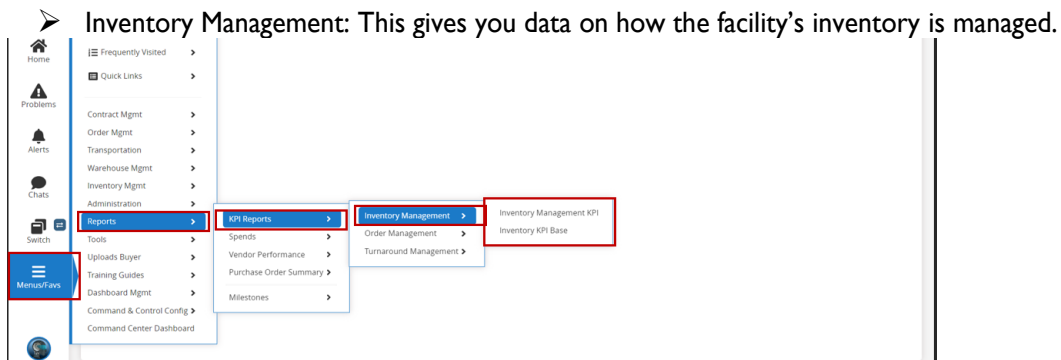 ➢ Inventory Management: This gives you data on how the facility’s inventory is managed.
Home
Problems
Alerts
Chats
Switch
Menus/Favs
Frequently Visited
Quick Links
Contract Mgmt
Order Mgmt
Transportation
Warehouse Mgmt
Inventory Mgmt
Administration
Reports
Tools
Uploads Buyer
Training Guides
Dashboard Mgmt
Command & Control Config
Command Center Dashboard
KPI Reports
Spends
Vendor Performance
Purchase Order Summary
Milestones
Inventory Management
Order Management
Turnaround Management
Inventory Management KPI
Inventory KPI Base